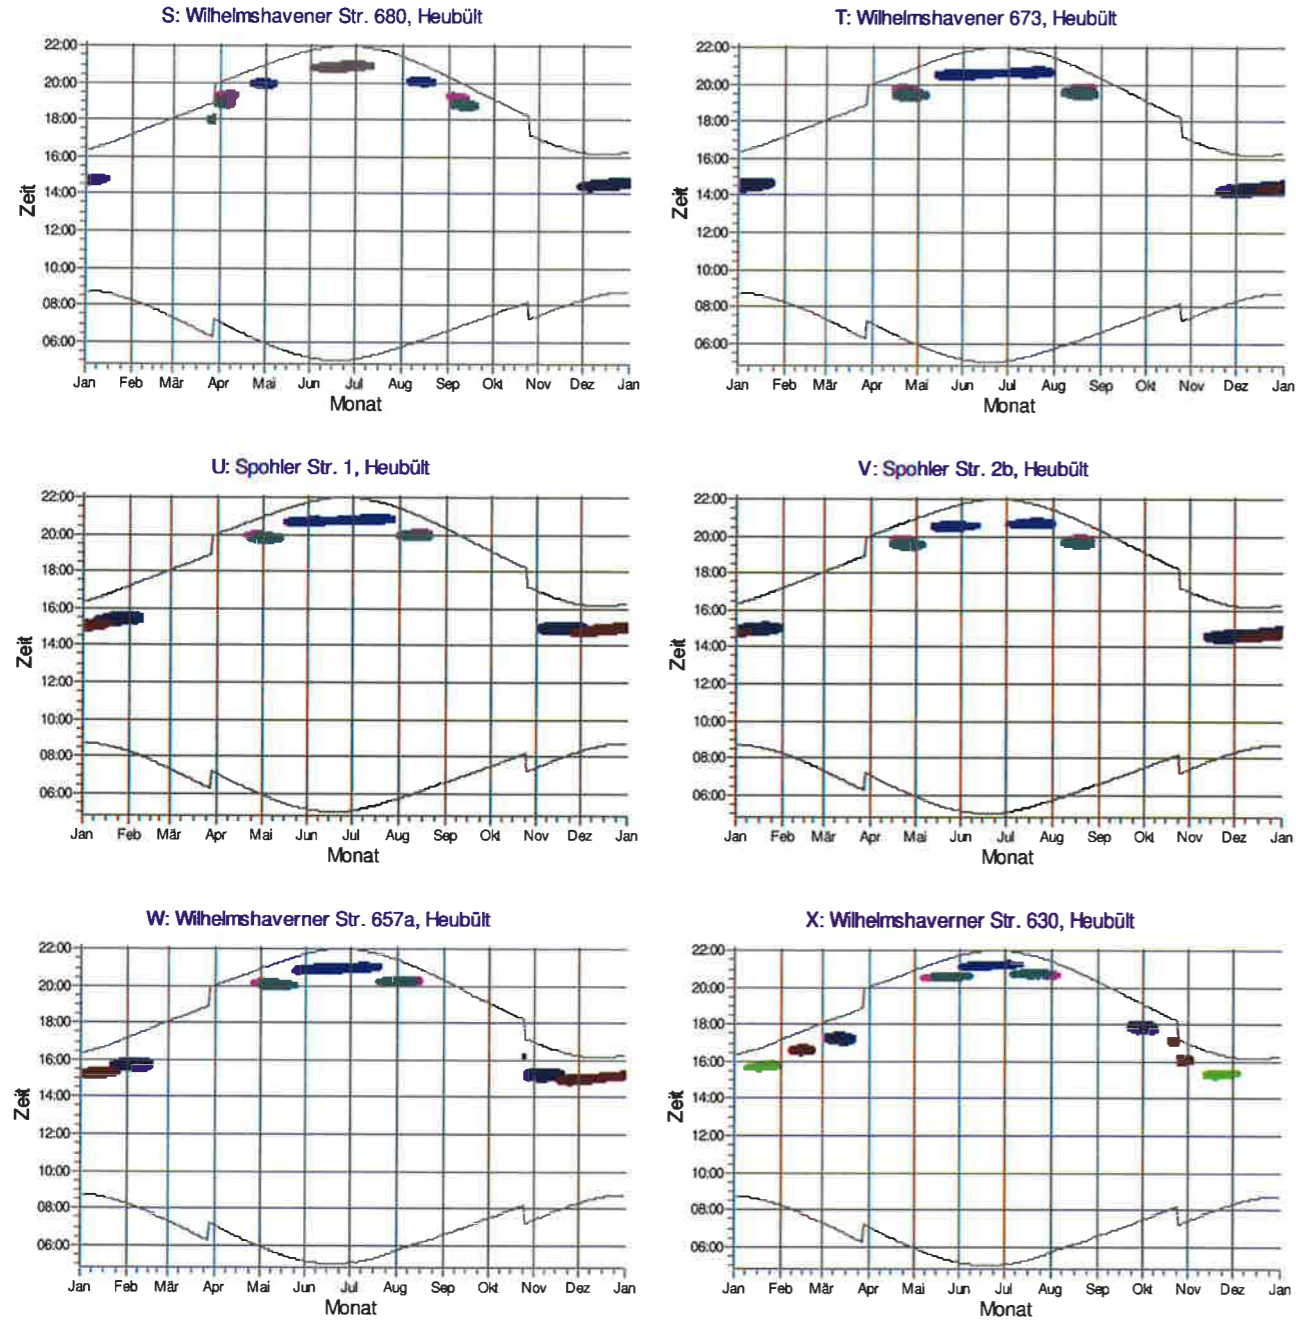 S: Wilhelmshavener Str. 680, Heubült
22:00
20:00
18:00
16:00
14:00
12:00
10:00
08:00
06:00
Zeit
Jan Feb Mär Apr Mai Jun Jul Aug Sep Okt Nov Dez Jan
Monat
T: Wilhelmshavener 673, Heubült
22:00
20:00
18:00
16:00
14:00
12:00
10:00
08:00
06:00
Zeit
Jan Feb Mär Apr Mai Jun Jul Aug Sep Okt Nov Dez Jan
Monat
U: Spohler Str. 1, Heubült
22:00
20:00
18:00
16:00
14:00
12:00
10:00
08:00
06:00
Zeit
Jan Feb Mär Apr Mai Jun Jul Aug Sep Okt Nov Dez Jan
Monat
V: Spohler Str. 2b, Heubült
22:00
20:00
18:00
16:00
14:00
12:00
10:00
08:00
06:00
Zeit
Jan Feb Mär Apr Mai Jun Jul Aug Sep Okt Nov Dez Jan
Monat
W: Wilhelmshaverner Str. 657a, Heubült
22:00
20:00
18:00
16:00
14:00
12:00
10:00
08:00
06:00
Zeit
Jan Feb Mär Apr Mai Jun Jul Aug Sep Okt Nov Dez Jan
Monat
X: Wilhelmshaverner Str. 630, Heubült
22:00
20:00
18:00
16:00
14:00
12:00
10:00
08:00
06:00
Zeit
Jan Feb Mär Apr Mai Jun Jul Aug Sep Okt Nov Dez Jan
Monat